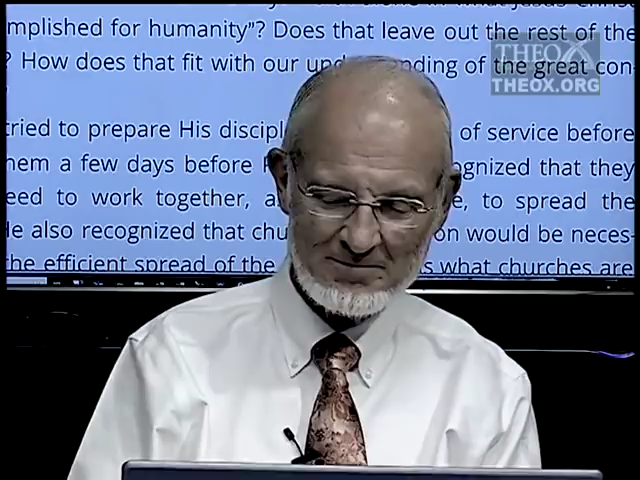 mplished for humanity"? Does that leave out the rest of the
? How does that fit with our und nding of the great con-
tried to prepare His discipl of service before
hem a few days before gnized that they
eed to work together, a e, to spread the
He also recognized that chu on would be neces-
the efficient spread of the s what churches are
THEOX
THEOX.ORG